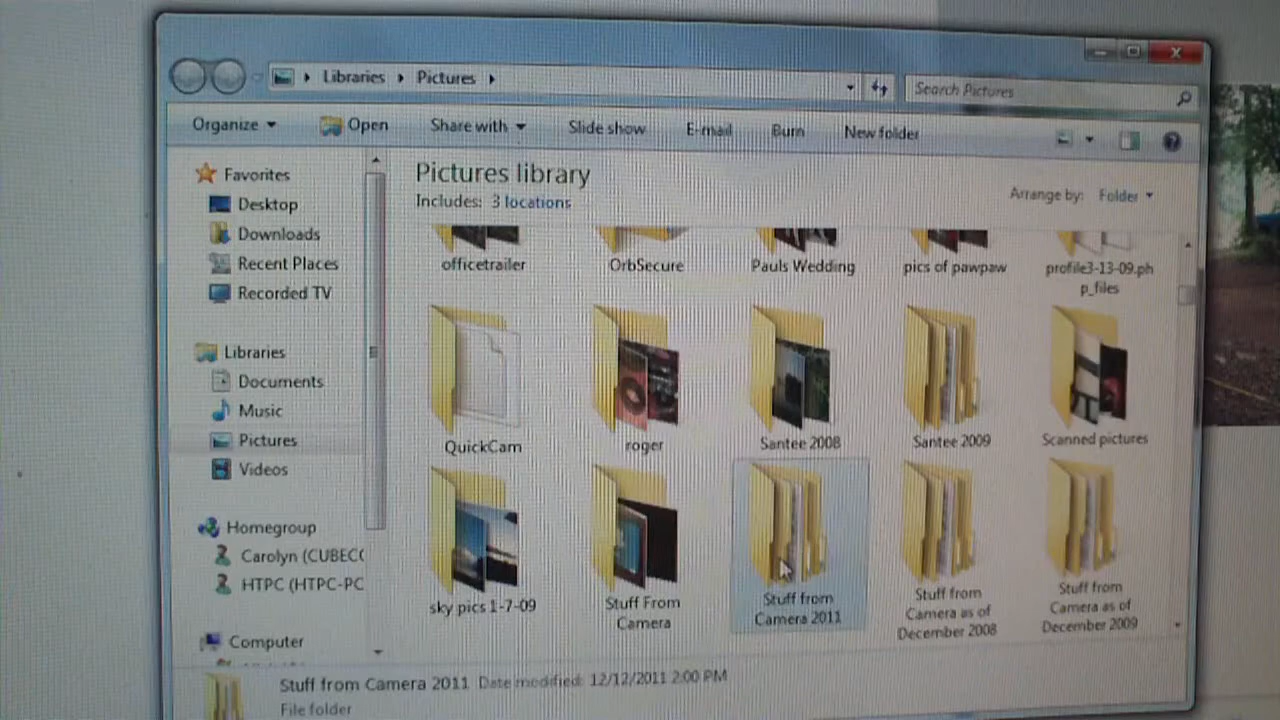 Libraries Pictures
Search Pictures
Organize Open Share with Slide show E-mail Burn New folder
Favorites
Desktop
Downloads
Recent Places
Recorded TV
Libraries
Documents
Music
Pictures
Videos
Homegroup
Carolyn (CUBEC
HTPC (HTPC-PC
Computer
Pictures library
Includes: 3 locations
Arrange by: Folder
officetrailer
OrbSecure
Pauls Wedding
pics of pawpaw
profile3-13-09.ph
p_files
QuickCam
roger
Santee 2008
Santee 2009
Scanned pictures
sky pics 1-7-09
Stuff From
Camera
Stuff from
Camera 2011
Stuff from
Camera as of
December 2008
Stuff from
Camera as of
December 2009
Stuff from Camera 2011 Date modified: 12/12/2011 2:00 PM
File folder